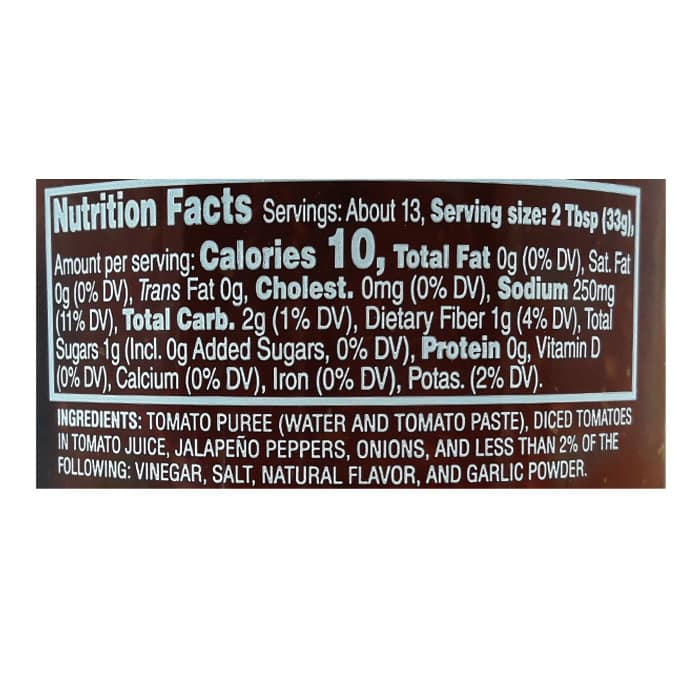 Nutrition Facts Servings: About 13, Serving size: 2 Tbsp (33g),
Amount per serving: Calories 10, Total Fat 0g (0% DV), Sat. Fat
0g (0% DV), Trans Fat 0g, Cholest. 0mg (0% DV), Sodium 250mg
(11% DV), Total Carb. 2g (1% DV), Dietary Fiber 1g (4% DV), Total
Sugars 1g (Incl. 0g Added Sugars, 0% DV), Protein 0g, Vitamin D
(0% DV), Calcium (0% DV), Iron (0% DV), Potas. (2% DV).
INGREDIENTS: TOMATO PUREE (WATER AND TOMATO PASTE), DICED TOMATOES
IN TOMATO JUICE, JALAPEÑO PEPPERS, ONIONS, AND LESS THAN 2% OF THE
FOLLOWING: VINEGAR, SALT, NATURAL FLAVOR, AND GARLIC POWDER.